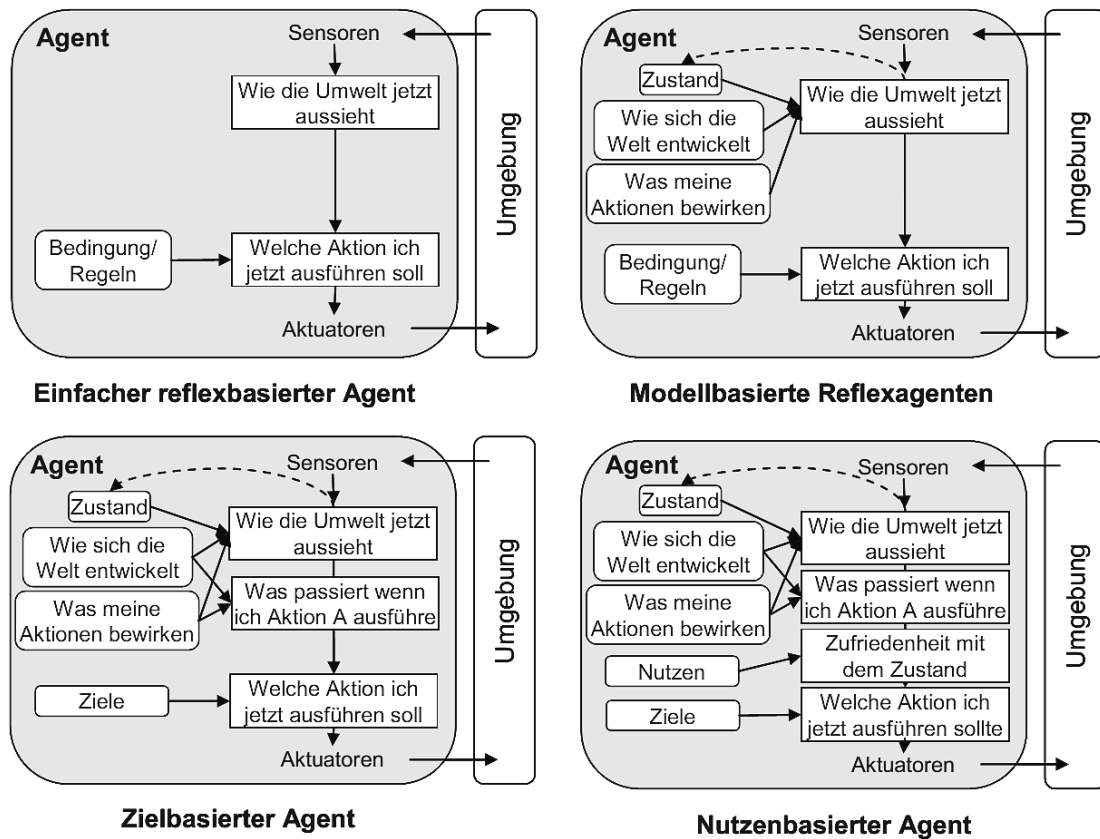 Agent
Sensoren
Wie die Umwelt jetzt
aussieht
Bedingung/
Regeln
Welche Aktion ich
jetzt ausführen soll
Aktuatoren
Umgebung
Einfacher reflexbasierter Agent
Agent
Sensoren
Zustand
Wie die Umwelt jetzt
aussieht
Wie sich die
Welt entwickelt
Was meine
Aktionen bewirken
Bedingung/
Regeln
Welche Aktion ich
jetzt ausführen soll
Aktuatoren
Umgebung
Modellbasierte Reflexagenten
Agent
Sensoren
Zustand
Wie die Umwelt jetzt
aussieht
Wie sich die
Welt entwickelt
Was passiert wenn
ich Aktion A ausführe
Was meine
Aktionen bewirken
Ziele
Welche Aktion ich
jetzt ausführen soll
Aktuatoren
Umgebung
Zielbasierter Agent
Agent
Sensoren
Zustand
Wie die Umwelt jetzt
aussieht
Wie sich die
Welt entwickelt
Was passiert wenn
ich Aktion A ausführe
Was meine
Aktionen bewirken
Zufriedenheit mit
dem Zustand
Nutzen
Ziele
Welche Aktion ich
jetzt ausführen sollte
Aktuatoren
Umgebung
Nutzenbasierter Agent